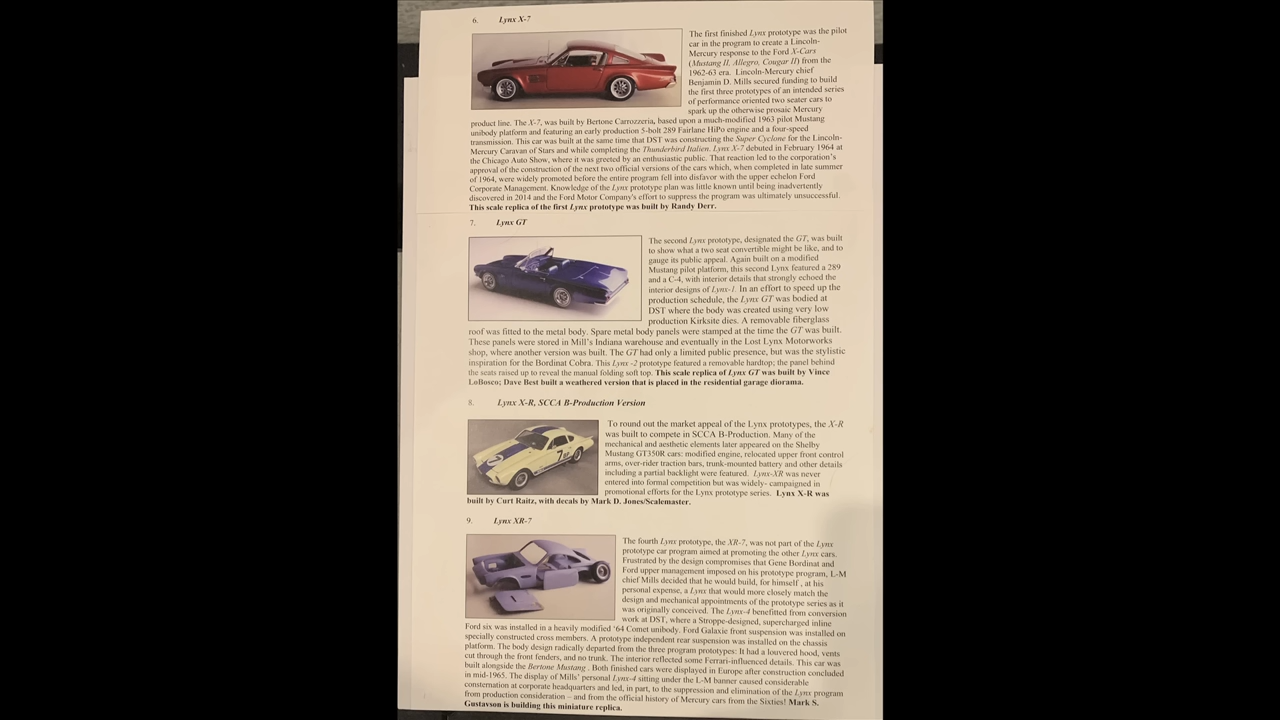 6. Lynx X-7
The first finished Lynx prototype was the pilot
car in the program to create a Lincoln-
Mercury response to the Ford X-Cars
(Mustang II, Allegro, Cougar II) from the
1962-63 era. Lincoln-Mercury chief
Benjamin D. Mills secured funding to build
the first three prototypes of an intended series
of performance oriented two seater cars to
spark up the otherwise prosaic Mercury
product line. The X-7, was built by Bertone Carrozzeria, based upon a much-modified 1963 pilot Mustang
unibody platform and featuring an early production 5-bolt 289 Fairlane HiPo engine and a four-speed
transmission. This car was built at the same time that DST was constructing the Super Cyclone for the Lincoln-
Mercury Caravan of Stars and while completing the Thunderbird Italien. Lynx X-7 debuted in February 1964 at
the Chicago Auto Show, where it was greeted by an enthusiastic public. That reaction led to the corporation's
approval of the construction of the next two official versions of the cars which, when completed in late summer
of 1964, were widely promoted before the entire program fell into disfavor with the upper echelon Ford
Corporate Management. Knowledge of the Lynx prototype plan was little known until being inadvertently
discovered in 2014 and the Ford Motor Company's effort to suppress the program was ultimately unsuccessful.
This scale replica of the first Lynx prototype was built by Randy Derr.
7. Lynx GT
The second Lynx prototype, designated the GT, was built
to show what a two seat convertible might be like, and to
gauge its public appeal. Again built on a modified
Mustang pilot platform, this second Lynx featured a 289
and a C-4, with interior details that strongly echoed the
interior designs of Lynx-1. In an effort to speed up the
production schedule, the Lynx GT was bodied at
DST where the body was created using very low
production Kirksite dies. A removable fiberglass
roof was fitted to the metal body. Spare metal body panels were stamped at the time the GT was built.
These panels were stored in Mill's Indiana warehouse and eventually in the Lost Lynx Motorworks
shop, where another version was built. The GT had only a limited public presence, but was the stylistic
inspiration for the Bordinat Cobra. This Lynx -2 prototype featured a removable hardtop; the panel behind
the seats raised up to reveal the manual folding soft top. This scale replica of Lynx GT was built by Vince
LoBosco; Dave Best built a weathered version that is placed in the residential garage diorama.
8. Lynx X-R, SCCA B-Production Version
To round out the market appeal of the Lynx prototypes, the X-R
was built to compete in SCCA B-Production. Many of the
mechanical and aesthetic elements later appeared on the Shelby
Mustang GT350R cars: modified engine, relocated upper front control
arms, over-rider traction bars, trunk-mounted battery and other details
including a partial backlight were featured. Lynx-XR was never
entered into formal competition but was widely- campaigned in
promotional efforts for the Lynx prototype series. Lynx X-R was
built by Curt Raitz, with decals by Mark D. Jones/Scalemaster.
9. Lynx XR-7
The fourth Lynx prototype, the XR-7, was not part of the Lynx
prototype car program aimed at promoting the other Lynx cars.
Frustrated by the design compromises that Gene Bordinat and
Ford upper management imposed on his prototype program, L-M
chief Mills decided that he would build, for himself , at his
personal expense, a Lynx that would more closely match the
design and mechanical appointments of the prototype series as it
was originally conceived. The Lynx-4 benefitted from conversion
work at DST, where a Stroppe-designed, supercharged inline
Ford six was installed in a heavily modified '64 Comet unibody. Ford Galaxie front suspension was installed on
specially constructed cross members. A prototype independent rear suspension was installed on the chassis
platform. The body design radically departed from the three program prototypes: It had a louvered hood, vents
cut through the front fenders, and no trunk. The interior reflected some Ferrari-influenced details. This car was
built alongside the Bertone Mustang . Both finished cars were displayed in Europe after construction concluded
in mid-1965. The display of Mills' personal Lynx-4 sitting under the L-M banner caused considerable
consternation at corporate headquarters and led, in part, to the suppression and elimination of the Lynx program
from production consideration – and from the official history of Mercury cars from the Sixties! Mark S.
Gustavson is building this miniature replica.